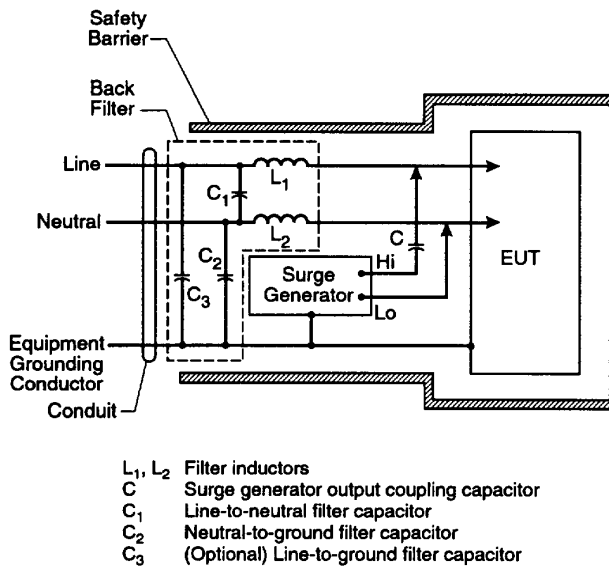 Safety
Barrier
Back
Filter
Line
Neutral
Equipment
Grounding
Conductor
Conduit
L1
C1
L2
C2
C3
C
Hi
Lo
Surge
Generator
EUT
L1, L2 Filter inductors
C Surge generator output coupling capacitor
C1 Line-to-neutral filter capacitor
C2 Neutral-to-ground filter capacitor
C3 (Optional) Line-to-ground filter capacitor